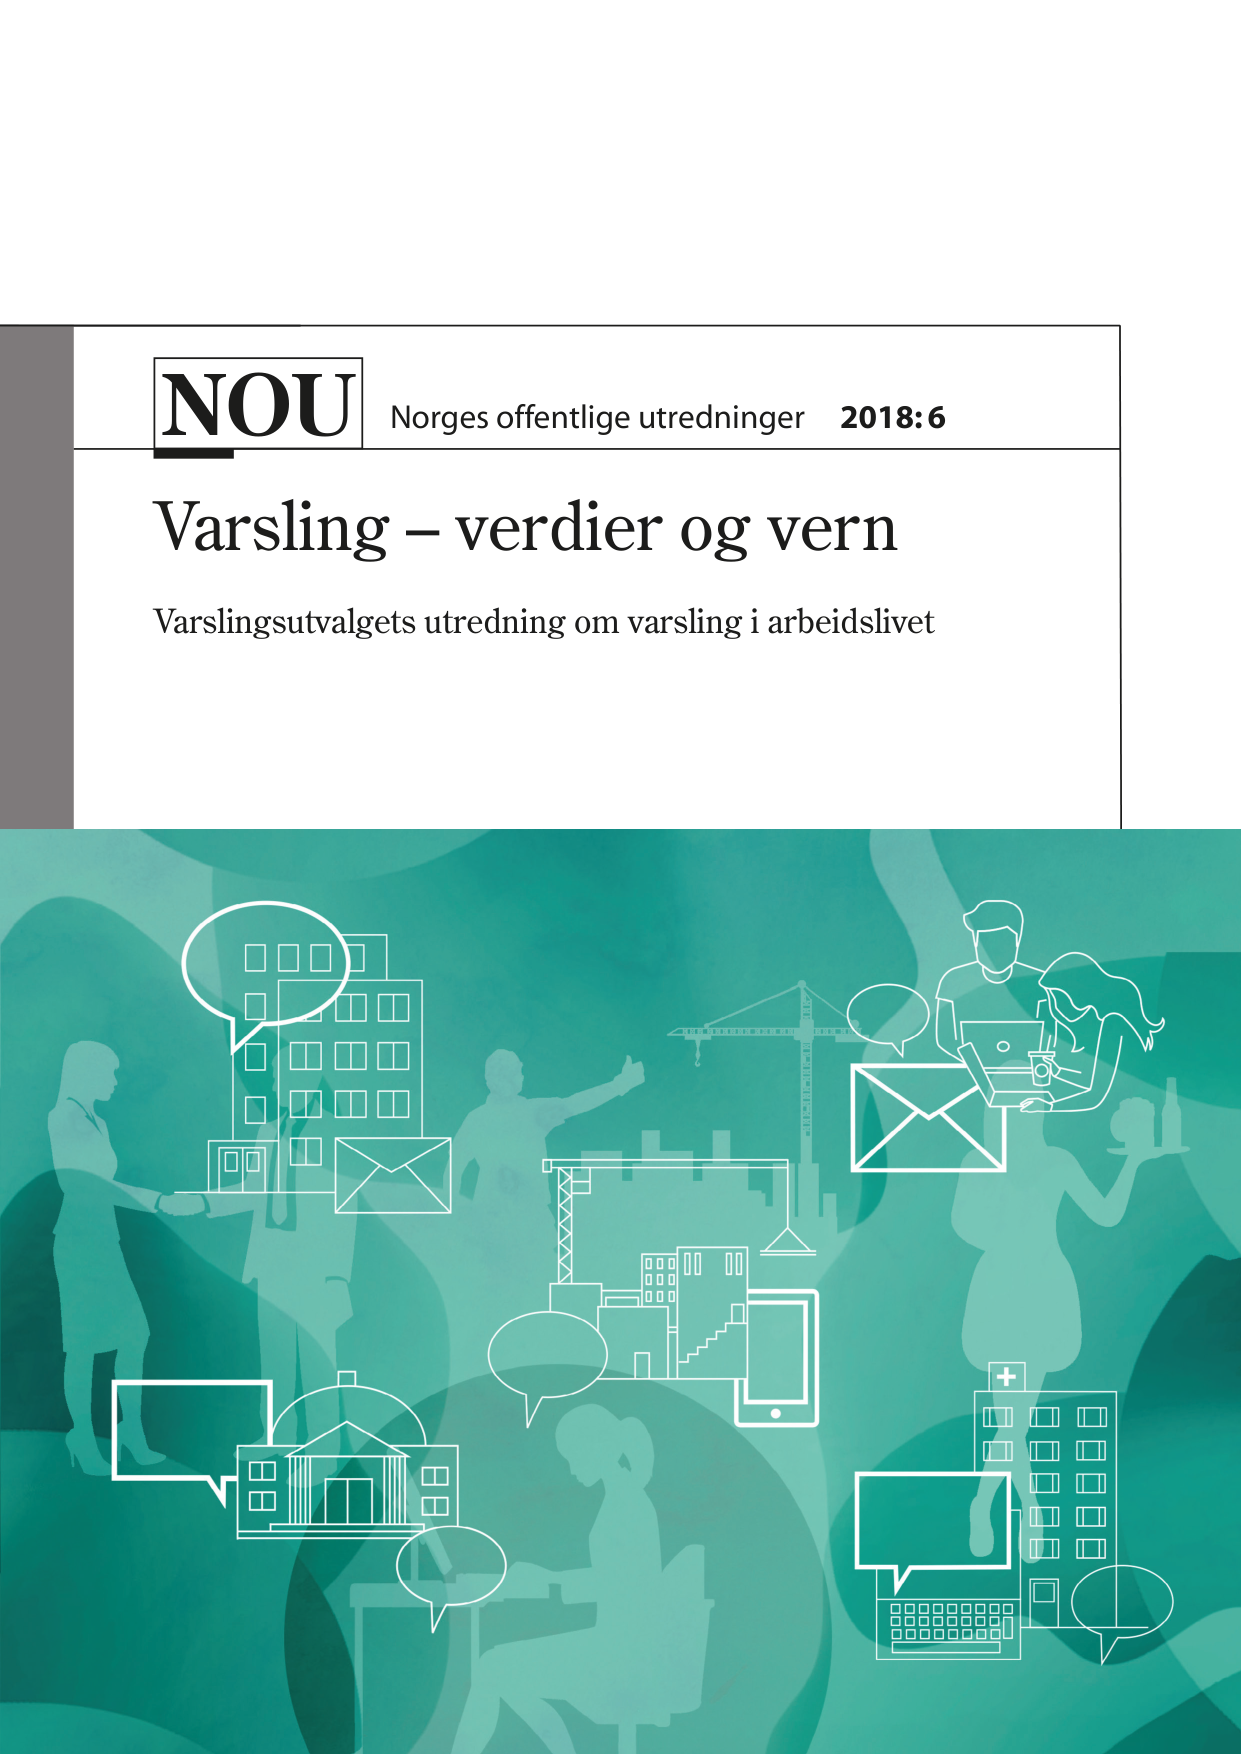 NOU
Norges offentlige utredninger 2018: 6
Varsling – verdier og vern
Varslingsutvalgets utredning om varsling i arbeidslivet